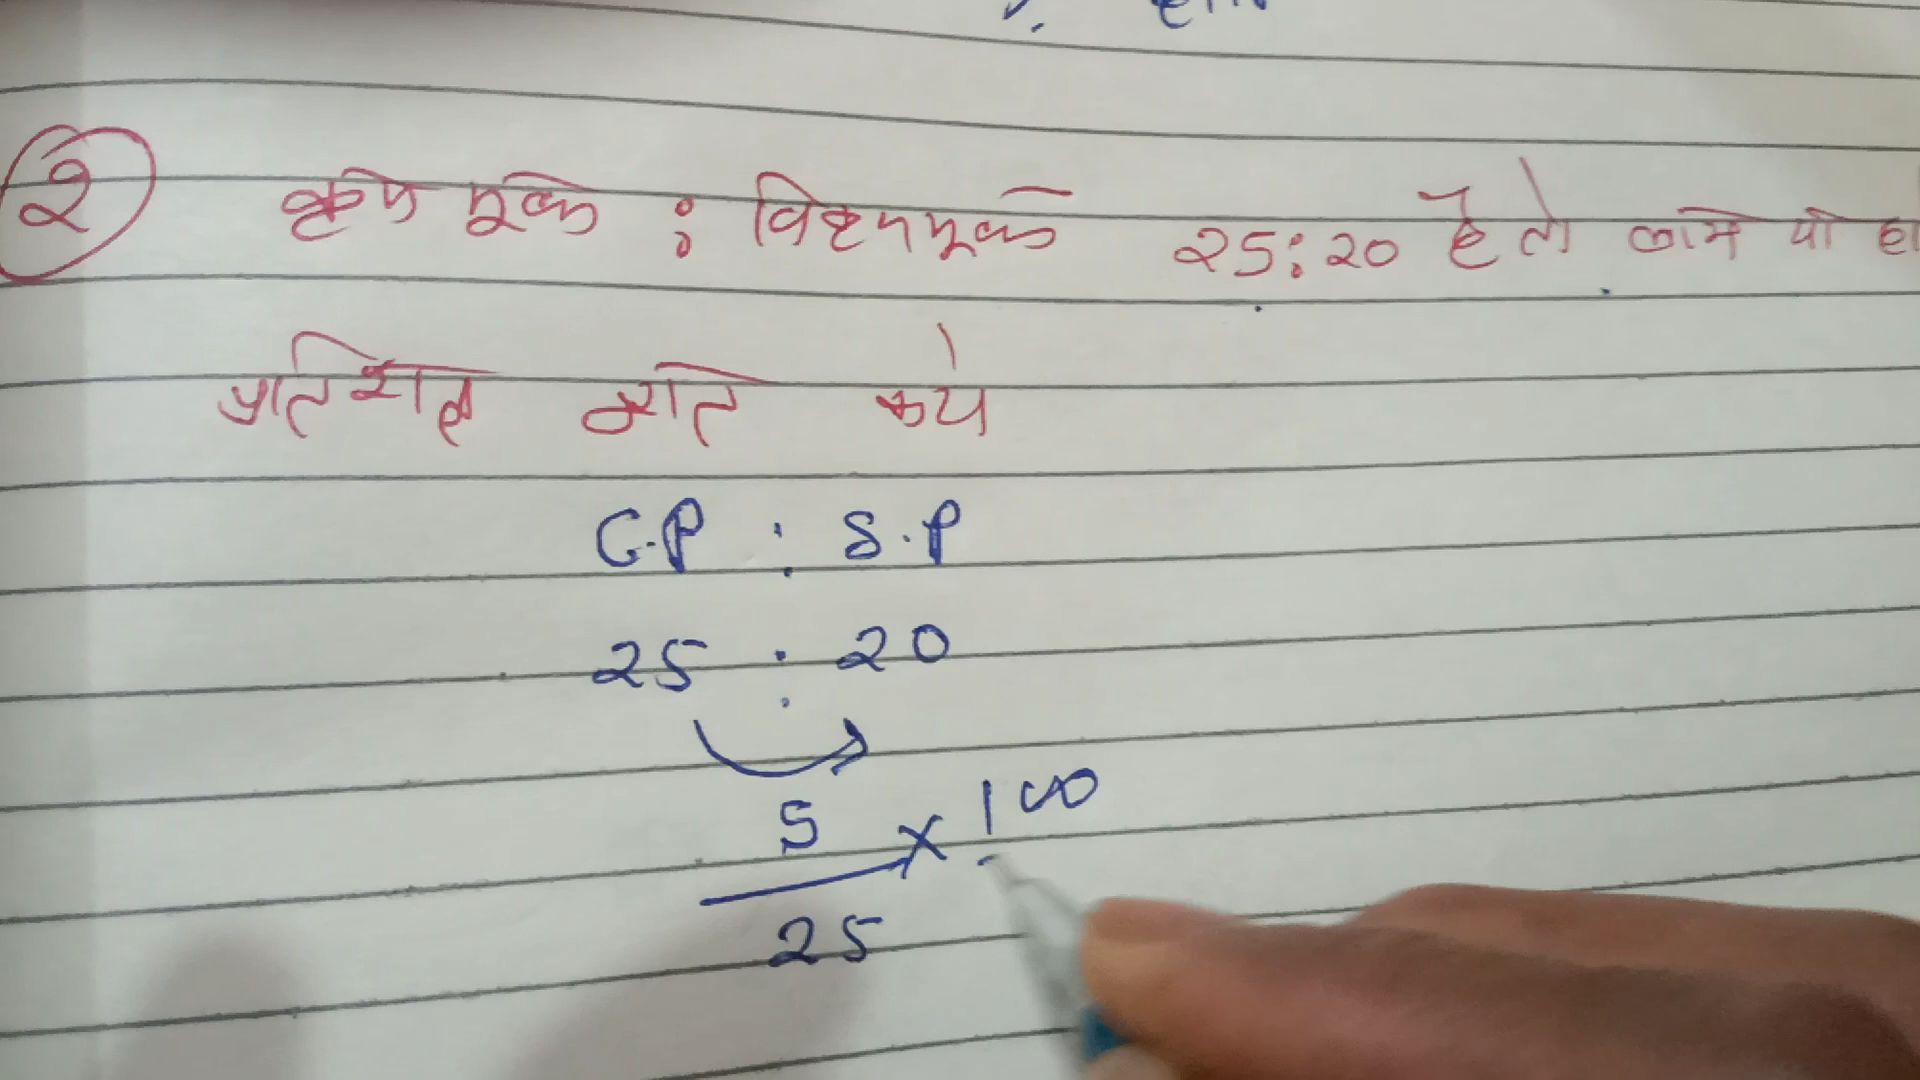 २ क्रय मूल्य : विक्रय मूल्य 25:20 है तो लाभ या
प्रतिशत ज्ञात करो
C.P : S.P
25 : 20
5 × 100
25